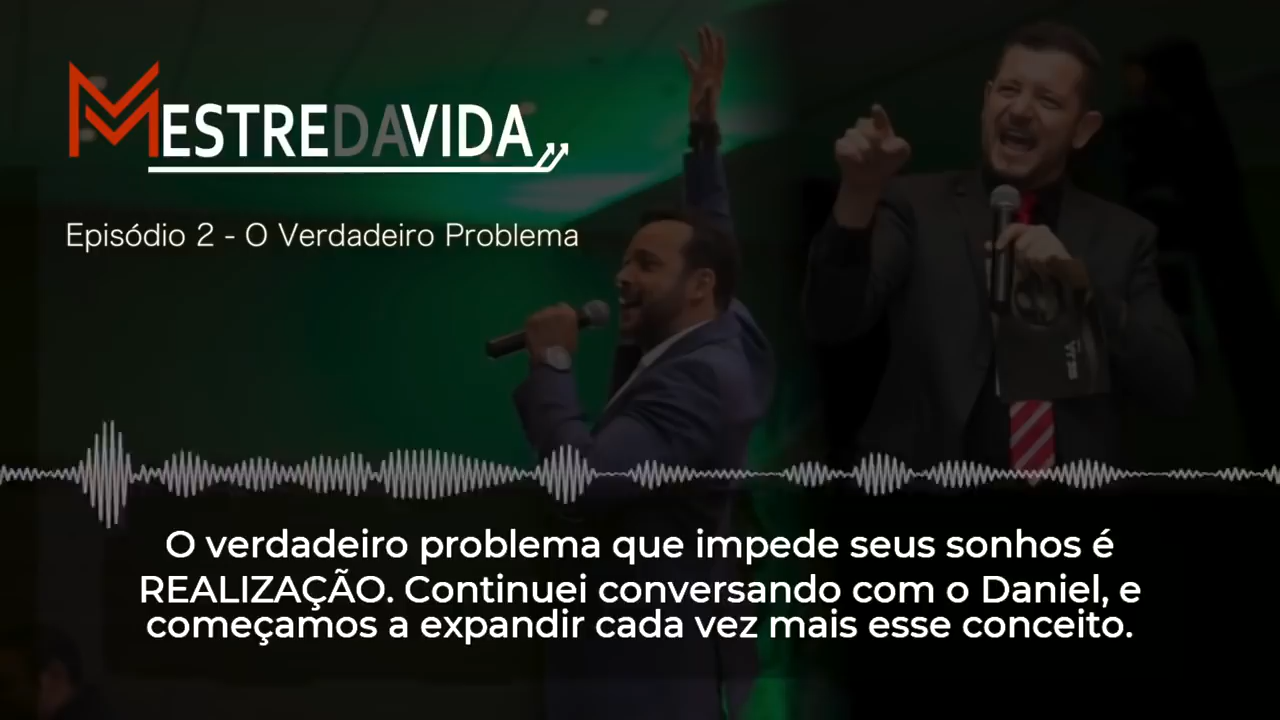 MESTREDAVIDA
Episódio 2 - O Verdadeiro Problema
O verdadeiro problema que impede seus sonhos é
REALIZAÇÃO. Continuei conversando com o Daniel, e
começamos a expandir cada vez mais esse conceito.